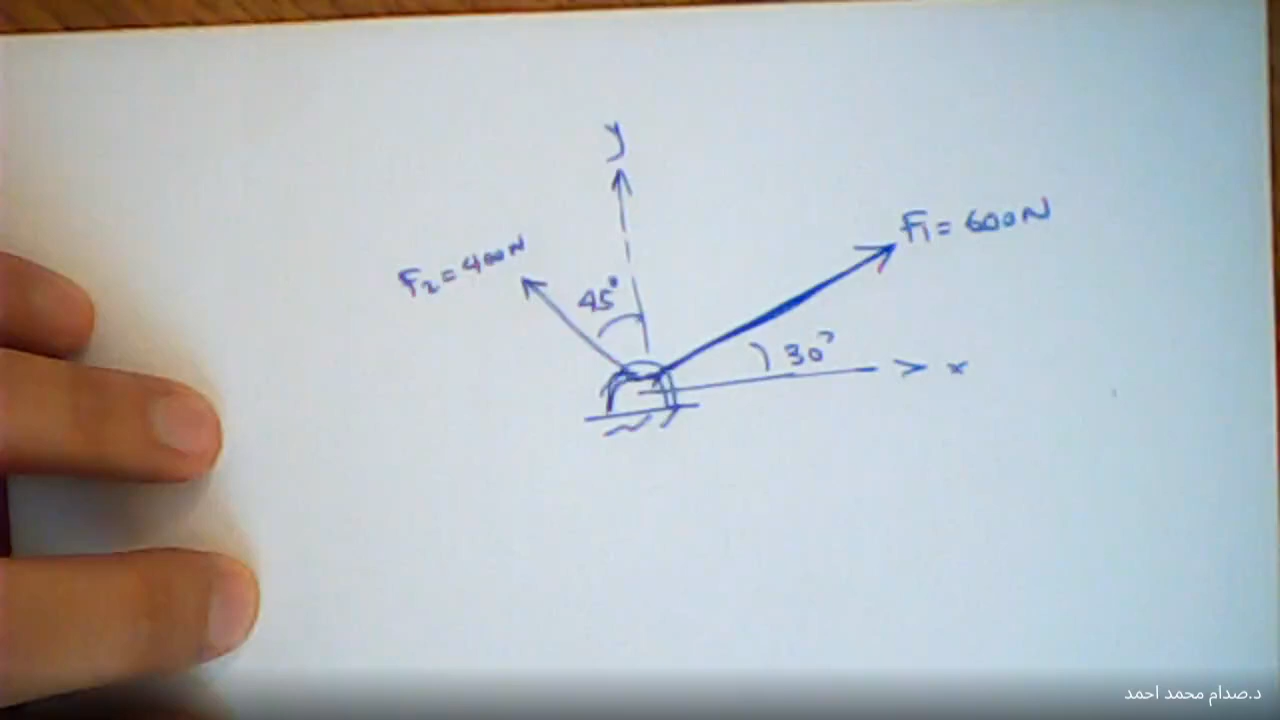 y
F1 = 600N
F2 = 400N
45°
30°
x
د.صدام محمد احمد